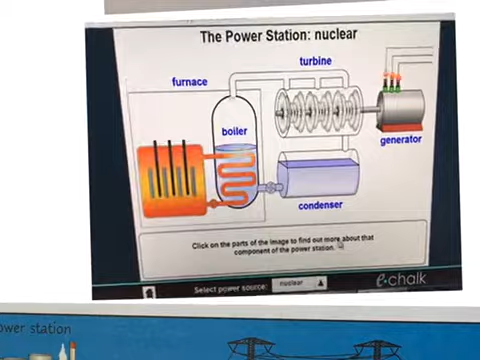 The Power Station: nuclear
turbine
furnace
boiler
generator
condenser
Click on the parts of the image to find out more about that
component of the power station.
Select power source: nuclear
e-chalk
ower station